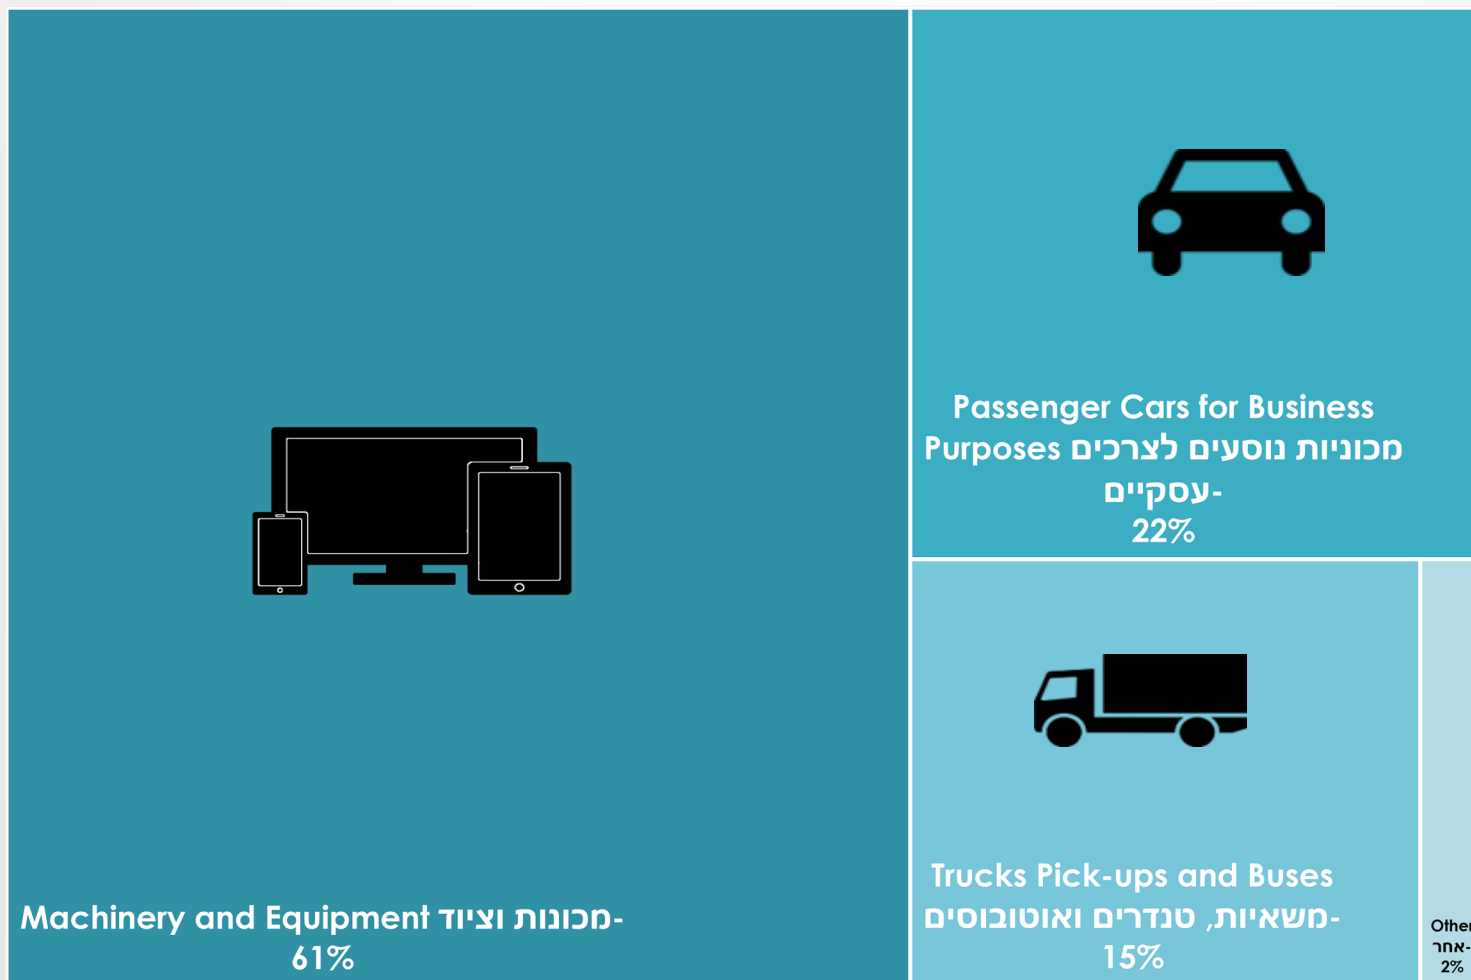 Machinery and Equipment מכונות וציוד-
61%
Passenger Cars for Business
Purposes מכוניות נוסעים לצרכים
עסקיים-
22%
Trucks Pick-ups and Buses
משאיות, טנדרים ואוטובוסים-
15%
Other
אחר-
2%